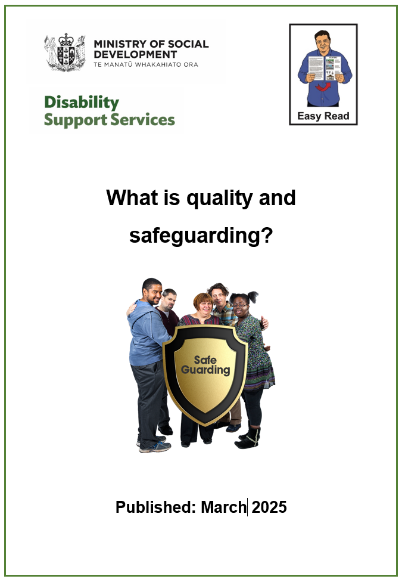 MINISTRY OF SOCIAL
DEVELOPMENT
TE MANATŪ WHAKAHIATO ORA
Disability
Support Services
Easy Read
What is quality and
safeguarding?
Safe
Guarding
Published: March 2025